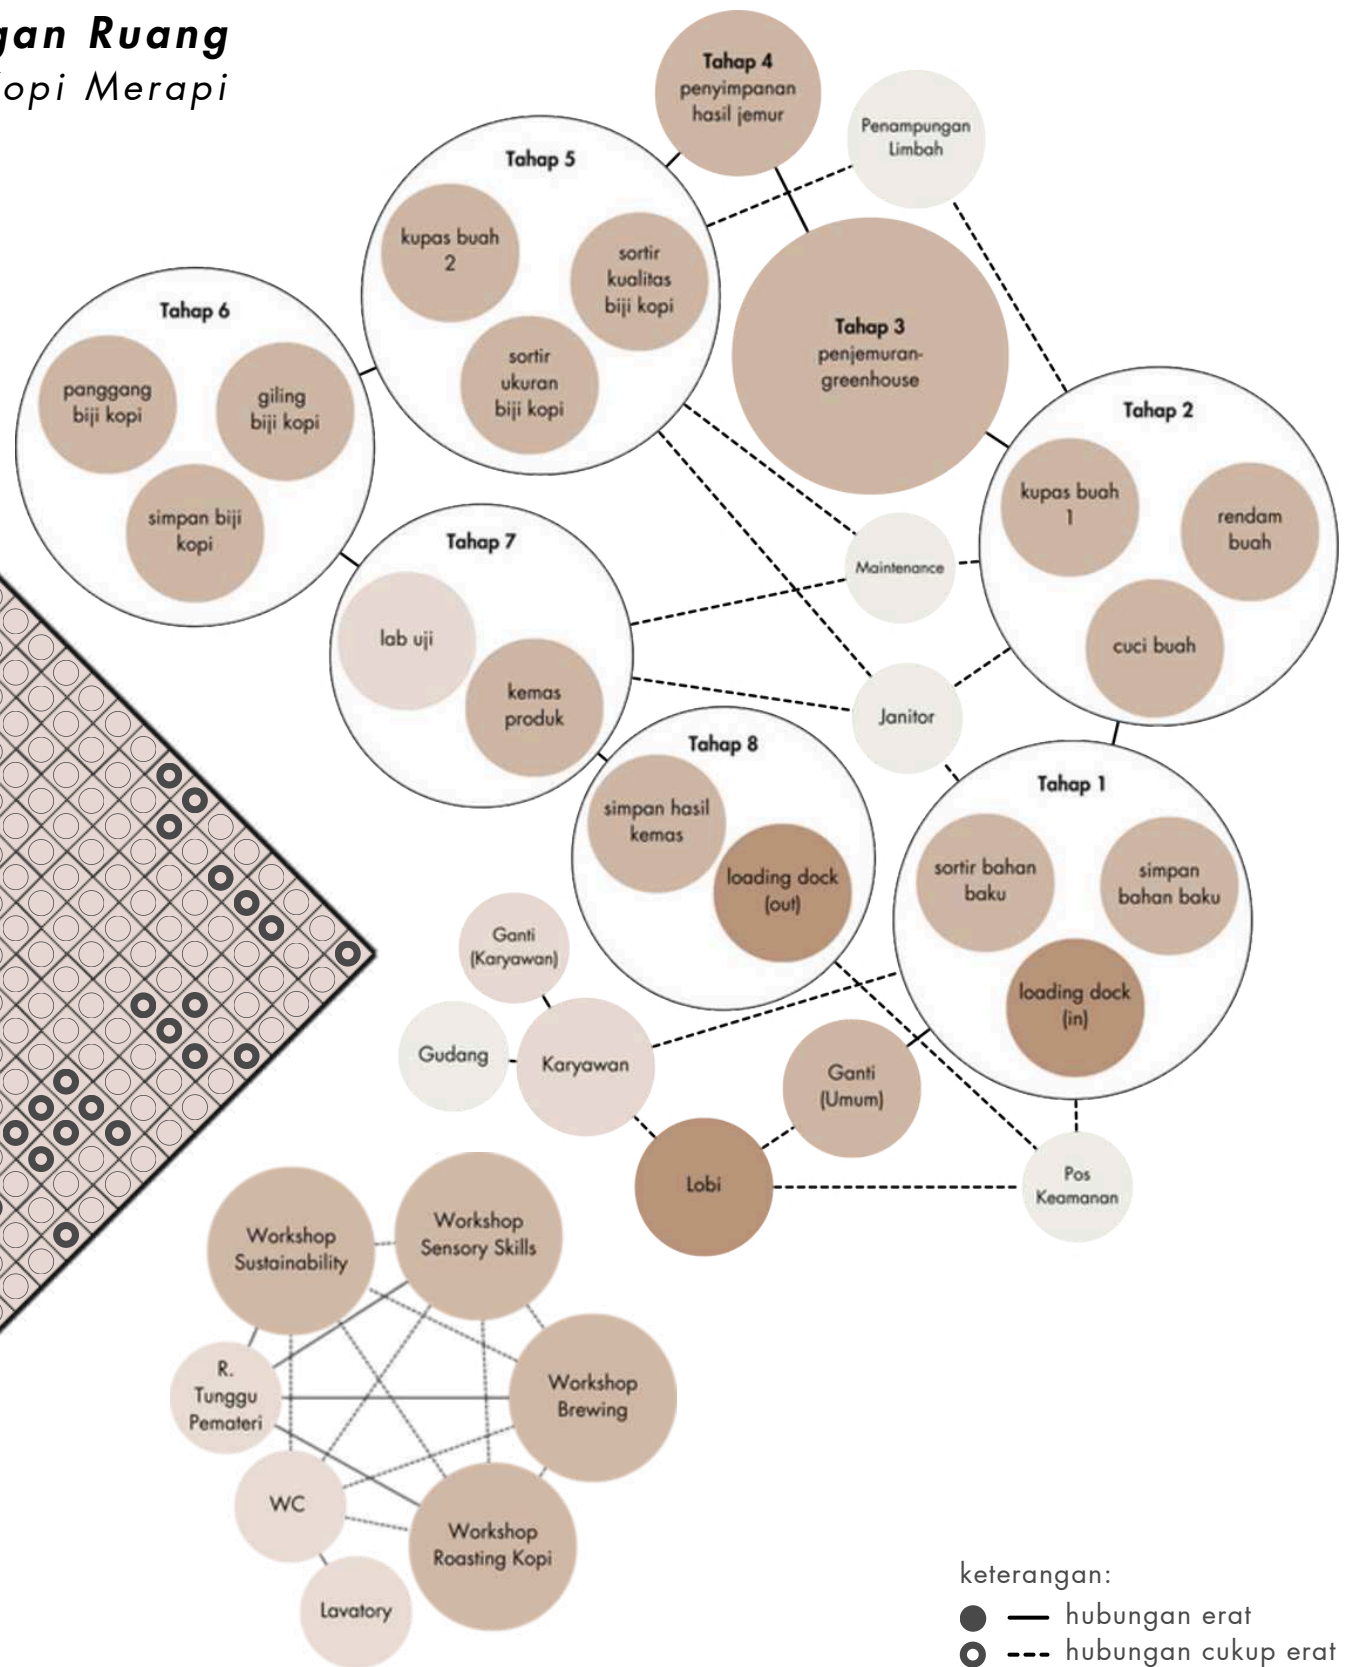 gan Ruang
opi Merapi
Tahap 4
penyimpanan
hasil jemur
Penampungan
Limbah
Tahap 5
kupas buah
2
sortir
kualitas
biji kopi
sortir
ukuran
biji kopi
Tahap 6
panggang
biji kopi
giling
biji kopi
simpan biji
kopi
Tahap 3
penjemuran-
greenhouse
Tahap 2
kupas buah
1
rendam
buah
cuci buah
Tahap 7
lab uji
kemas
produk
Maintenance
Janitor
Tahap 8
simpan hasil
kemas
loading dock
(out)
Tahap 1
sortir bahan
baku
simpan
bahan baku
loading dock
(in)
Ganti
(Karyawan)
Gudang
Karyawan
Ganti
(Umum)
Lobi
Pos
Keamanan
Workshop
Sustainability
Workshop
Sensory Skills
R.
Tunggu
Pemateri
Workshop
Brewing
WC
Workshop
Roasting Kopi
Lavatory
keterangan:
hubungan erat
hubungan cukup erat